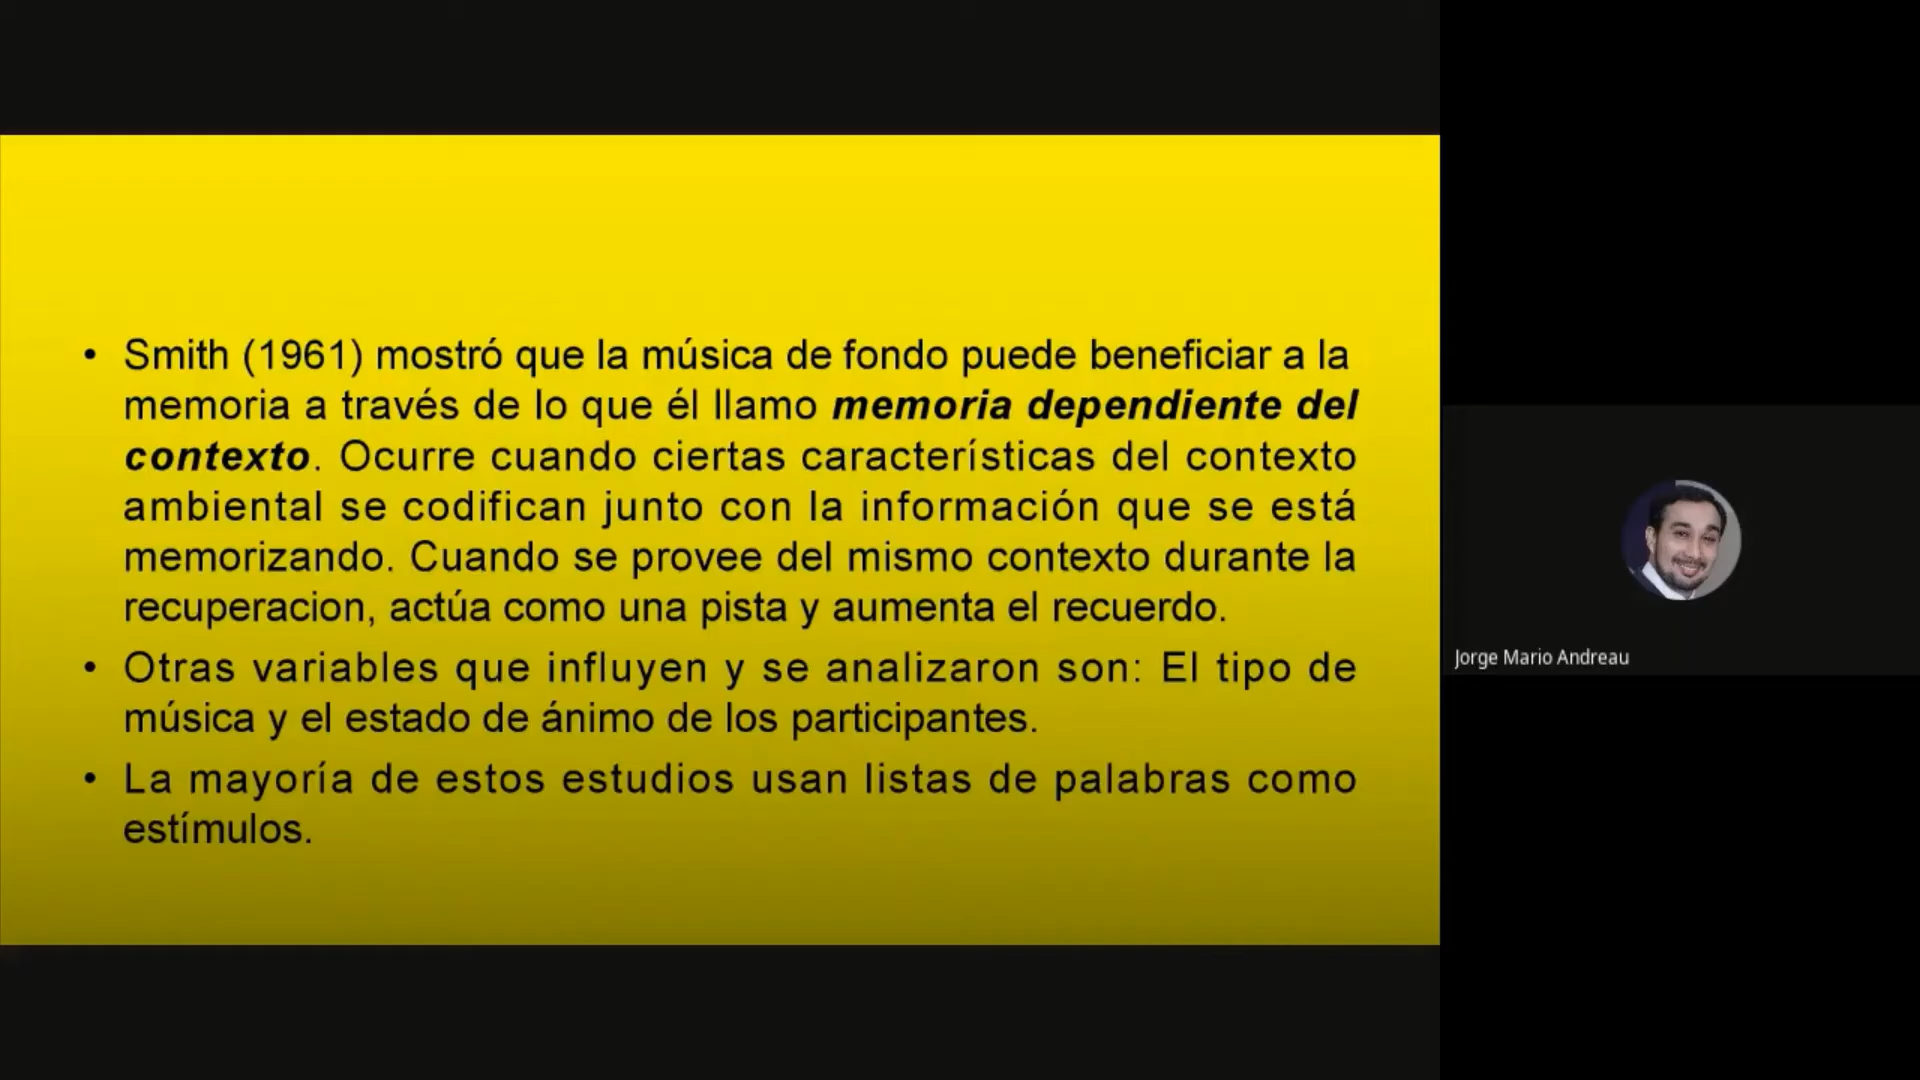 • Smith (1961) mostró que la música de fondo puede beneficiar a la
memoria a través de lo que él llamo memoria dependiente del
contexto. Ocurre cuando ciertas características del contexto
ambiental se codifican junto con la información que se está
memorizando. Cuando se provee del mismo contexto durante la
recuperacion, actúa como una pista y aumenta el recuerdo.
• Otras variables que influyen y se analizaron son: El tipo de
música y el estado de ánimo de los participantes.
• La mayoría de estos estudios usan listas de palabras como
estímulos.
Jorge Mario Andreau